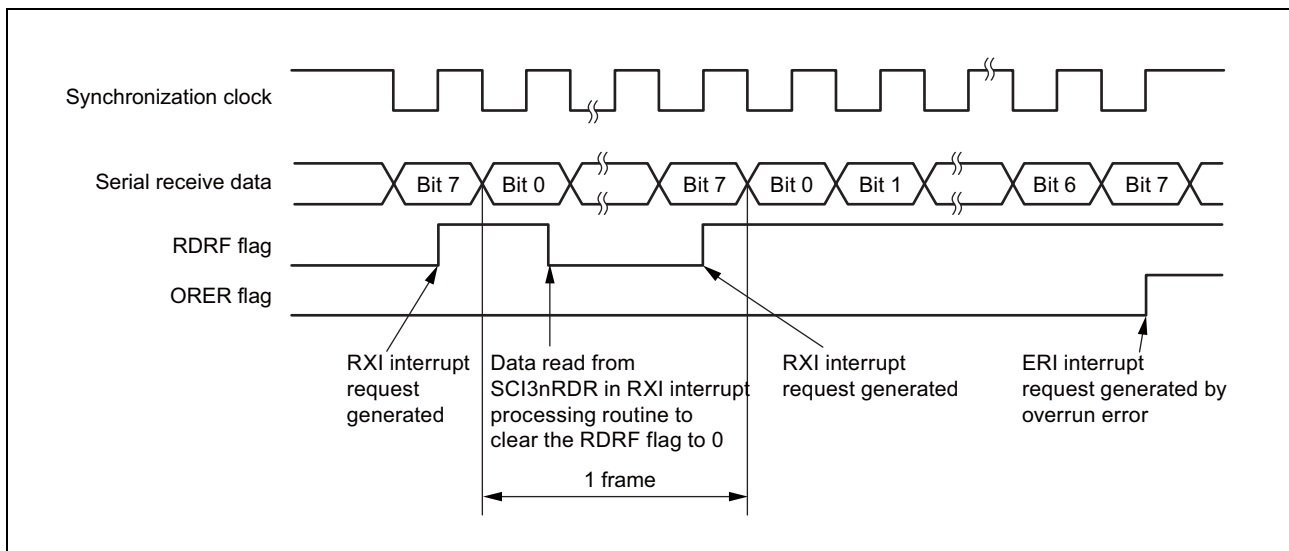 Synchronization clock
Serial receive data
Bit 7
Bit 0
Bit 7
Bit 0
Bit 1
Bit 6
Bit 7
RDRF flag
ORER flag
RXI interrupt
request
generated
Data read from
SCI3nRDR in RXI interrupt
processing routine to
clear the RDRF flag to 0
RXI interrupt
request generated
ERI interrupt
request generated by
overrun error
1 frame